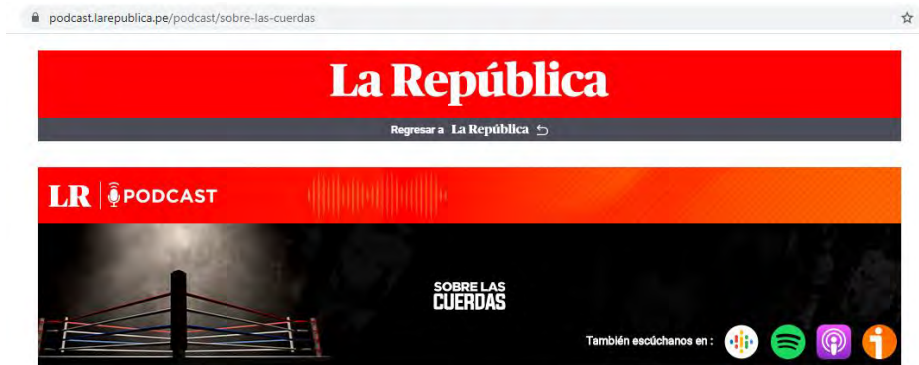 podcast.larepublica.pe/podcast/sobre-las-cuerdas
La República
Regresar a La República
LR PODCAST
SOBRE LAS
CUERDAS
También escúchanos en :